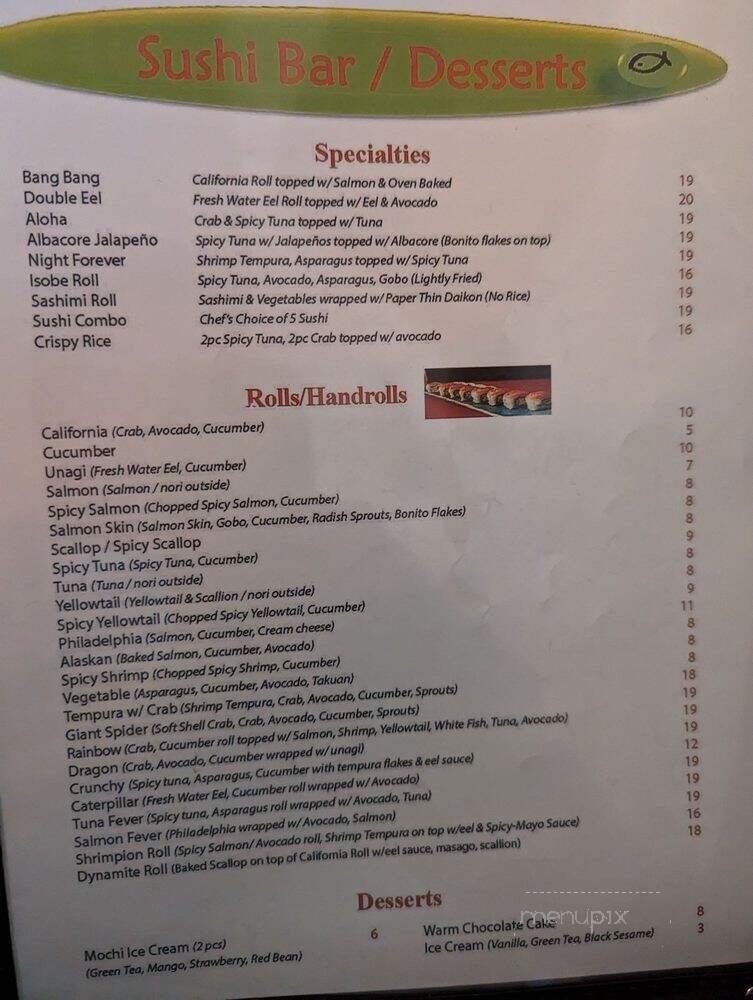 Sushi Bar / Desserts
Specialties
Bang Bang California Roll topped w/ Salmon & Oven Baked 19
Double Eel Fresh Water Eel Roll topped w/ Eel & Avocado 20
Aloha Crab & Spicy Tuna topped w/ Tuna 19
Albacore Jalapeño Spicy Tuna w/ Jalapeños topped w/ Albacore (Bonito flakes on top) 19
Night Forever Shrimp Tempura, Asparagus topped w/ Spicy Tuna 19
Isobe Roll Spicy Tuna, Avocado, Asparagus, Gobo (Lightly Fried) 16
Sashimi Roll Sashimi & Vegetables wrapped w/ Paper Thin Daikon (No Rice) 19
Sushi Combo Chef's Choice of 5 Sushi 19
Crispy Rice 2pc Spicy Tuna, 2pc Crab topped w/ avocado 16
Rolls/Handrolls
California (Crab, Avocado, Cucumber) 10
Cucumber 5
Unagi (Fresh Water Eel, Cucumber) 10
Salmon (Salmon / nori outside) 7
Spicy Salmon (Chopped Spicy Salmon, Cucumber) 8
Salmon Skin (Salmon Skin, Gobo, Cucumber, Radish Sprouts, Bonito Flakes) 8
Scallop / Spicy Scallop 8
Spicy Tuna (Spicy Tuna, Cucumber) 9
Tuna (Tuna / nori outside) 8
Yellowtail (Yellowtail & Scallion / nori outside) 8
Spicy Yellowtail (Chopped Spicy Yellowtail, Cucumber) 9
Philadelphia (Salmon, Cucumber, Cream cheese) 11
Alaskan (Baked Salmon, Cucumber, Avocado) 8
Spicy Shrimp (Chopped Spicy Shrimp, Cucumber) 8
Vegetable (Asparagus, Cucumber, Avocado, Takuan) 8
Tempura w/ Crab (Shrimp Tempura, Crab, Avocado, Cucumber, Sprouts) 18
Giant Spider (Soft Shell Crab, Crab, Avocado, Cucumber, Sprouts) 19
Rainbow (Crab, Cucumber roll topped w/ Salmon, Shrimp, Yellowtail, White Fish, Tuna, Avocado) 19
Dragon (Crab, Avocado, Cucumber wrapped w/ unagi) 19
Crunchy (Spicy tuna, Asparagus, Cucumber with tempura flakes & eel sauce) 12
Caterpillar (Fresh Water Eel, Cucumber roll wrapped w/ Avocado) 19
Tuna Fever (Spicy tuna, Asparagus roll wrapped w/ Avocado, Tuna) 19
Salmon Fever (Philadelphia wrapped w/ Avocado, Salmon) 19
Shrimpion Roll (Spicy Salmon/ Avocado roll, Shrimp Tempura on top w/eel & Spicy-Mayo Sauce) 16
Dynamite Roll (Baked Scallop on top of California Roll w/eel sauce, masago, scallion) 18
Desserts
Mochi Ice Cream (2 pcs) 6
(Green Tea, Mango, Strawberry, Red Bean)
Warm Chocolate Cake 8
Ice Cream (Vanilla, Green Tea, Black Sesame) 3
menupix